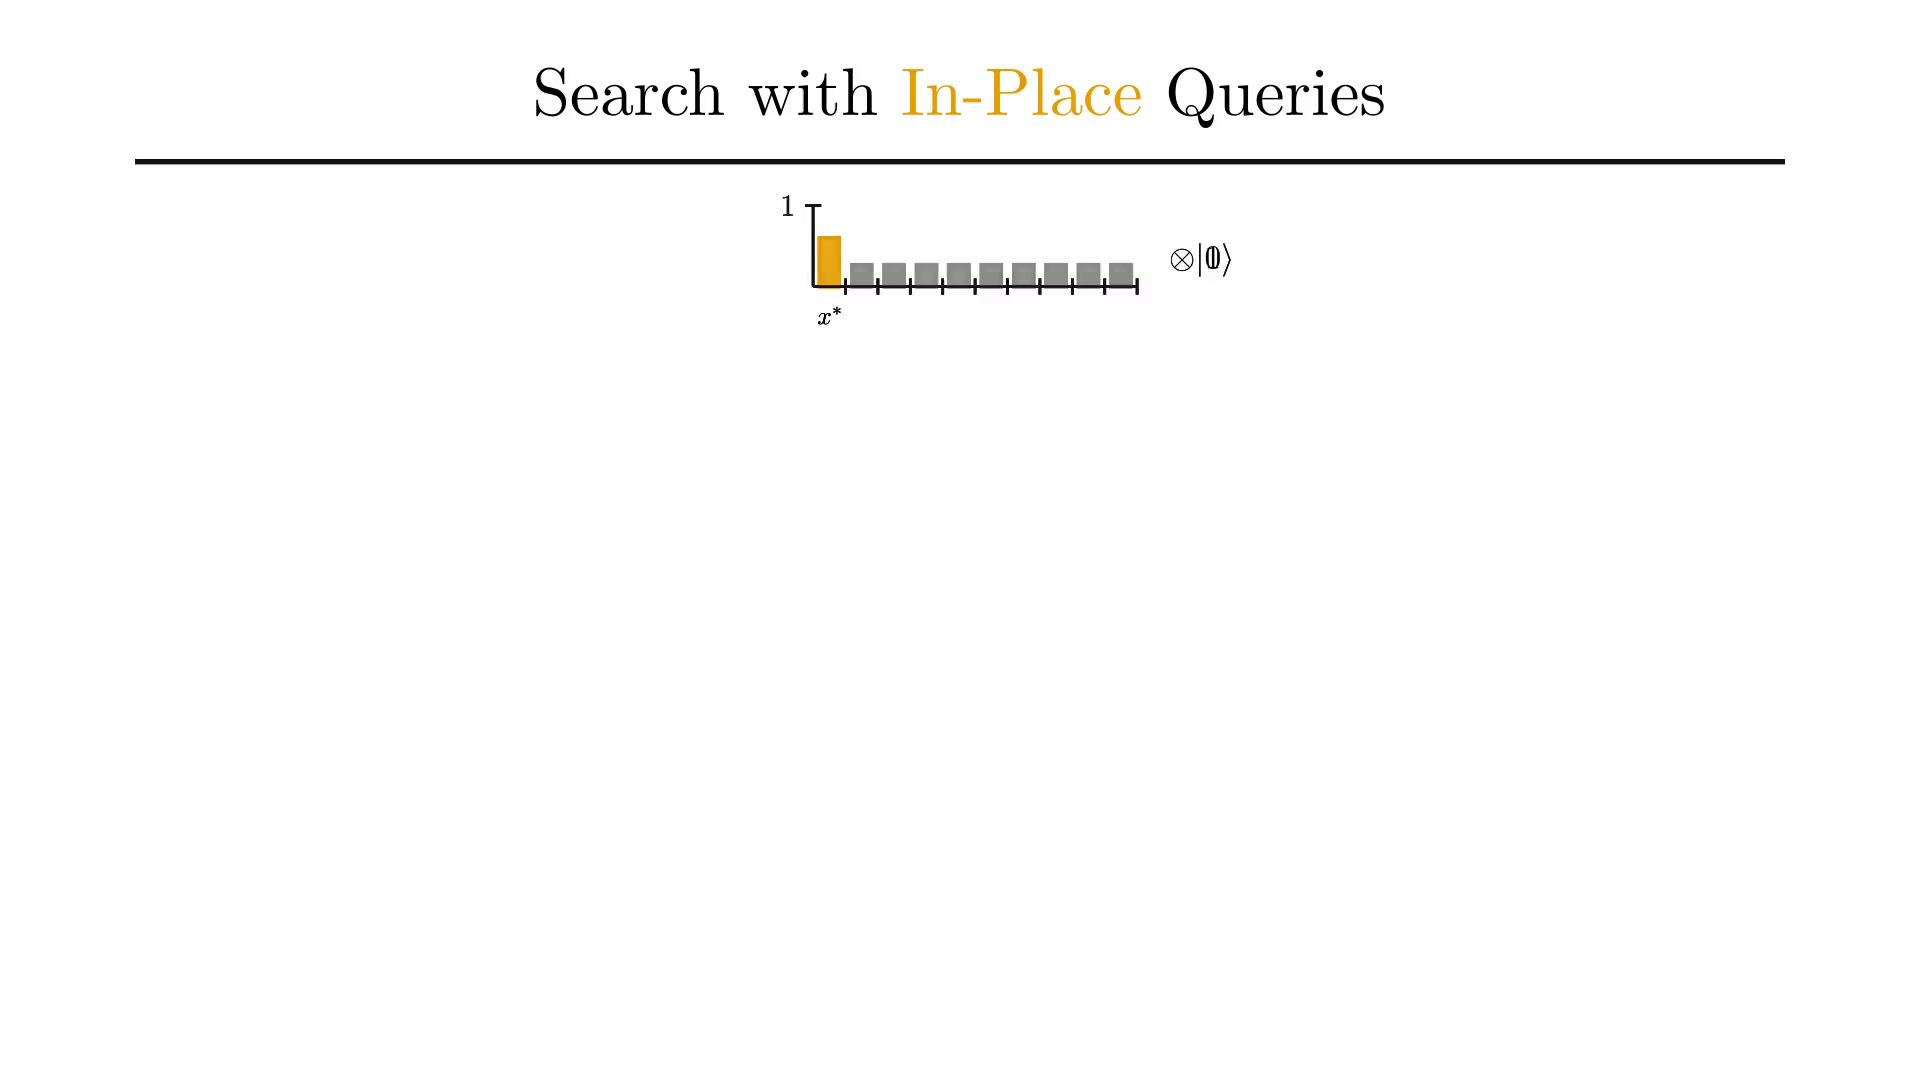 Search with In-Place Queries
1
⊗|0⟩
x*